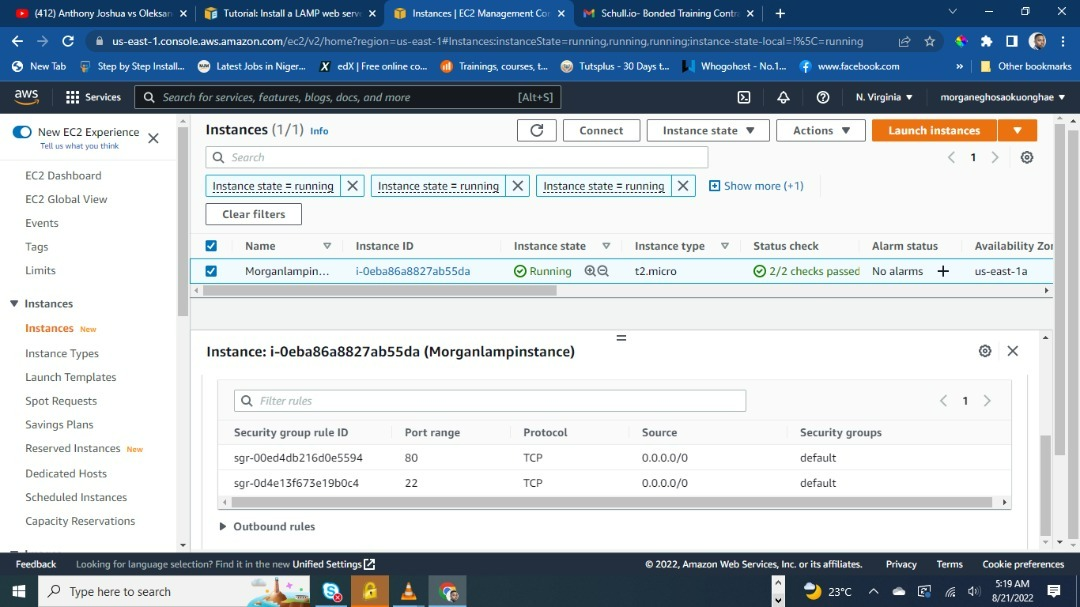 (412) Anthony Joshua vs Oleksan
Tutorial: Install a LAMP web serv
Instances | EC2 Management Con
Schull.io- Bonded Training Contr
us-east-1.console.aws.amazon.com/ec2/v2/home?region=us-east-1#Instances:instanceState=running,running,running;instance-state-local=!%5C=running
New Tab
Step by Step Install...
Latest Jobs in Niger...
edX | Free online co...
Trainings, courses, t...
Tutsplus - 30 Days t...
Whogohost - No.1...
www.facebook.com
»
Other bookmarks
aws
Services
Search for services, features, blogs, docs, and more
[Alt+S]
N. Virginia
morganeghosaokuonghae
New EC2 Experience
Tell us what you think
EC2 Dashboard
EC2 Global View
Events
Tags
Limits
Instances
Instances New
Instance Types
Launch Templates
Spot Requests
Savings Plans
Reserved Instances New
Dedicated Hosts
Scheduled Instances
Capacity Reservations
Instances (1/1) Info
Connect
Instance state
Actions
Launch instances
Search
1
Instance state = running
Instance state = running
Instance state = running
Show more (+1)
Clear filters
Name Instance ID Instance state Instance type Status check Alarm status Availability Zor
Morganlampin... i-0eba86a8827ab55da Running t2.micro 2/2 checks passed No alarms + us-east-1a
Instance: i-0eba86a8827ab55da (Morganlampinstance)
Filter rules
1
Security group rule ID Port range Protocol Source Security groups
sgr-00ed4db216d0e5594 80 TCP 0.0.0.0/0 default
sgr-0d4e13f673e19b0c4 22 TCP 0.0.0.0/0 default
Outbound rules
Feedback
Looking for language selection? Find it in the new Unified Settings
© 2022, Amazon Web Services, Inc. or its affiliates.
Privacy
Terms
Cookie preferences
Type here to search
23°C
5:19 AM
8/21/2022